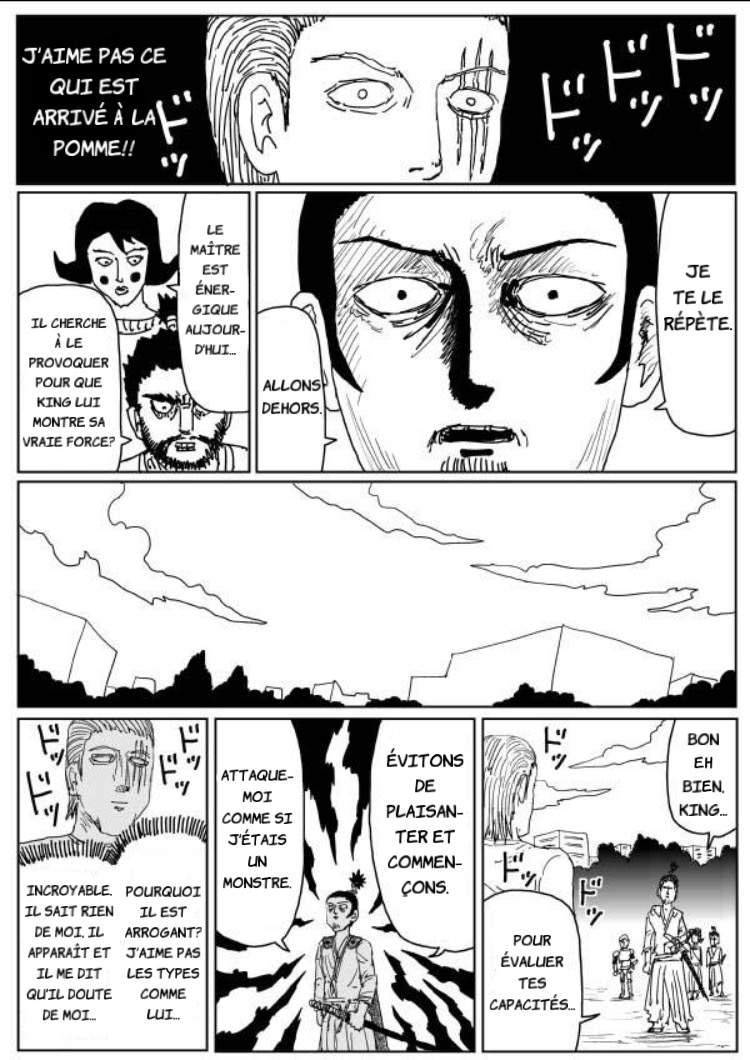 ドッ
ドッ
ドッ
J'AIME PAS CE
QUI EST
ARRIVÉ À LA
POMME!!
ドッ
JE
TE LE
RÉPÈTE.
ALLONS
DEHORS.
LE
MAÎTRE
EST
ÉNER-
GIQUE
AUJOUR-
D'HUI...
IL CHERCHE
À LE
PROVOQUER
POUR QUE
KING LUI
MONTRE SA
VRAIE FORCE?
BON
EH
BIEN,
KING...
ドッ
ドッ
ドッ
POUR
ÉVALUER
TES
CAPACITÉS...
ÉVITONS
DE
PLAISAN-
TER ET
COMMEN-
ÇONS.
ATTAQUE-
MOI
COMME SI
J'ÉTAIS
UN
MONSTRE.
ドッ
ドッ
ドッ
ドッ
POURQUOI
IL EST
ARROGANT?
J'AIME PAS
LES TYPES
COMME
LUI...
INCROYABLE.
IL SAIT RIEN
DE MOI, IL
APPARAÎT ET
IL ME DIT
QU'IL DOUTE
DE MOI...